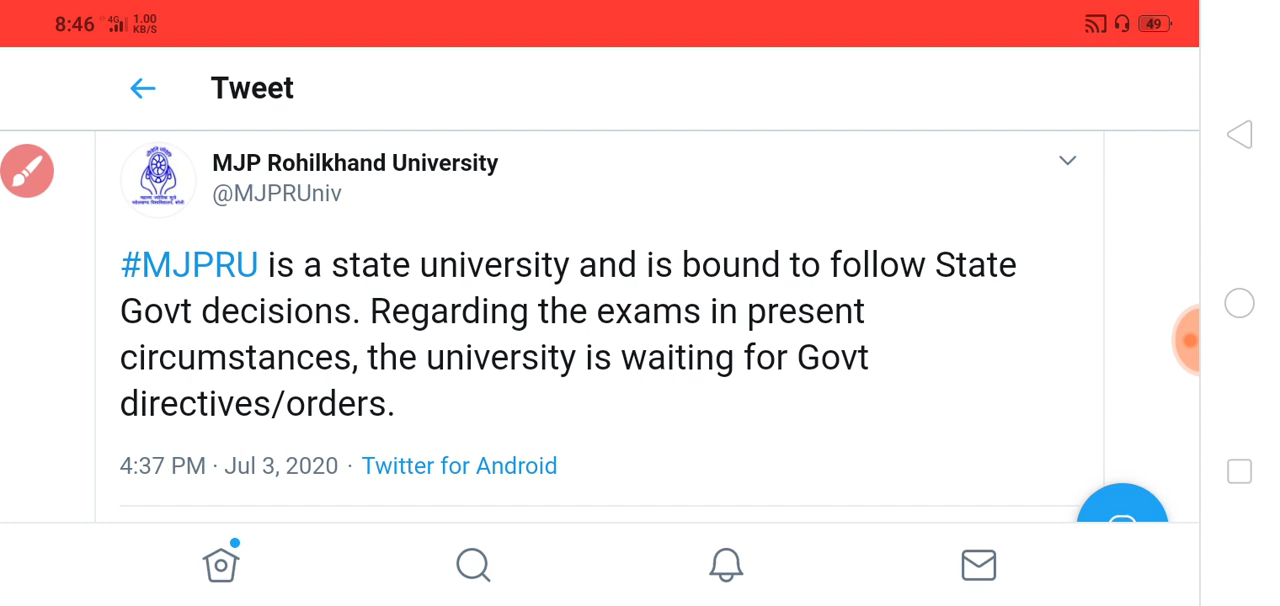 8:46 4G 1.00 KB/S 49
Tweet
MJP Rohilkhand University
@MJPRUniv
#MJPRU is a state university and is bound to follow State
Govt decisions. Regarding the exams in present
circumstances, the university is waiting for Govt
directives/orders.
4:37 PM · Jul 3, 2020 · Twitter for Android